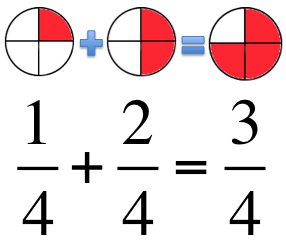 1/4 + 2/4 = 3/4